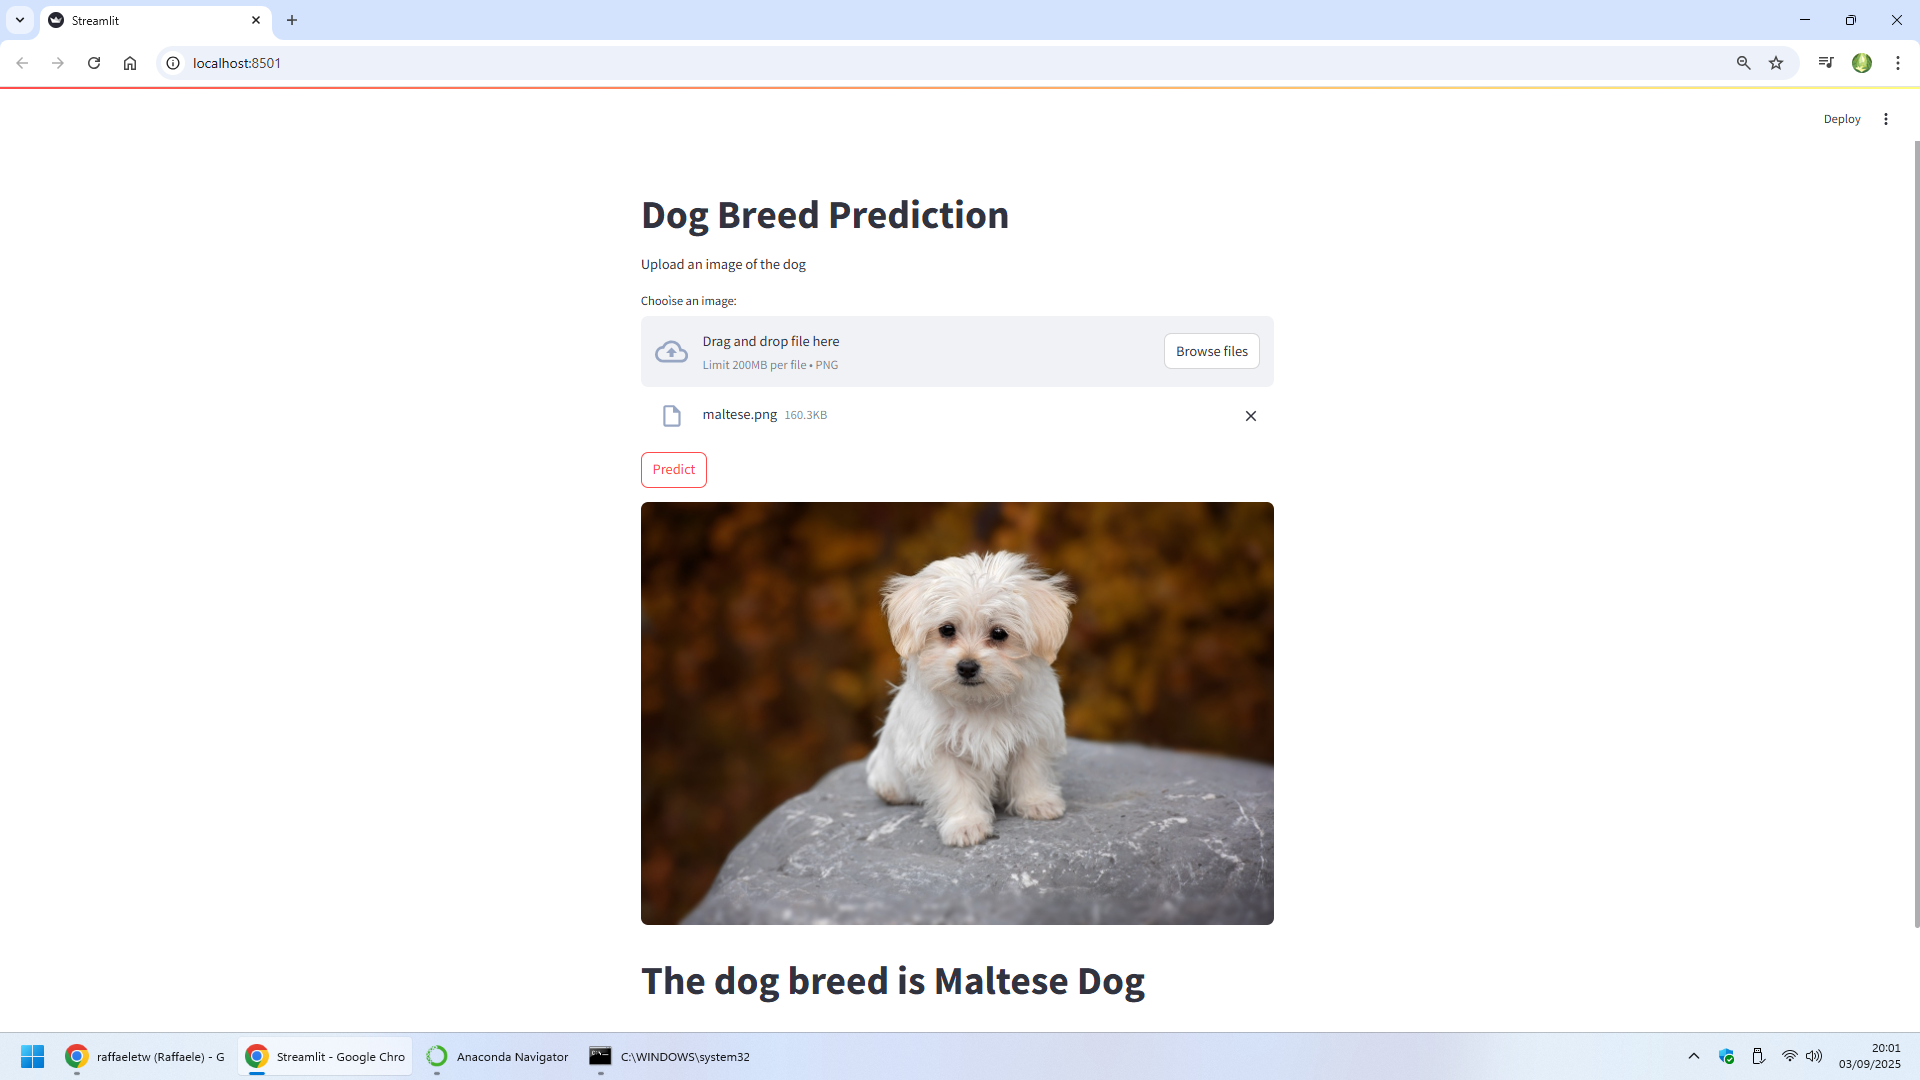 Streamlit
localhost:8501
Deploy
Dog Breed Prediction
Upload an image of the dog
Chooìse an image:
Drag and drop file here
Limit 200MB per file • PNG
Browse files
maltese.png 160.3KB
Predict
The dog breed is Maltese Dog
raffaeletw (Raffaele) - G
Streamlit - Google Chro
Anaconda Navigator
C:\WINDOWS\system32
20:01
03/09/2025